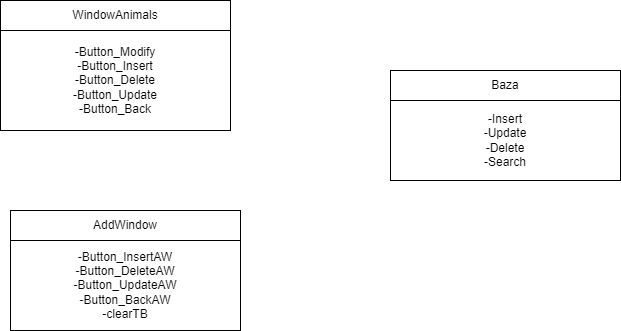 WindowAnimals
-Button_Modify
-Button_Insert
-Button_Delete
-Button_Update
-Button_Back
Baza
-Insert
-Update
-Delete
-Search
AddWindow
-Button_InsertAW
-Button_DeleteAW
-Button_UpdateAW
-Button_BackAW
-clearTB